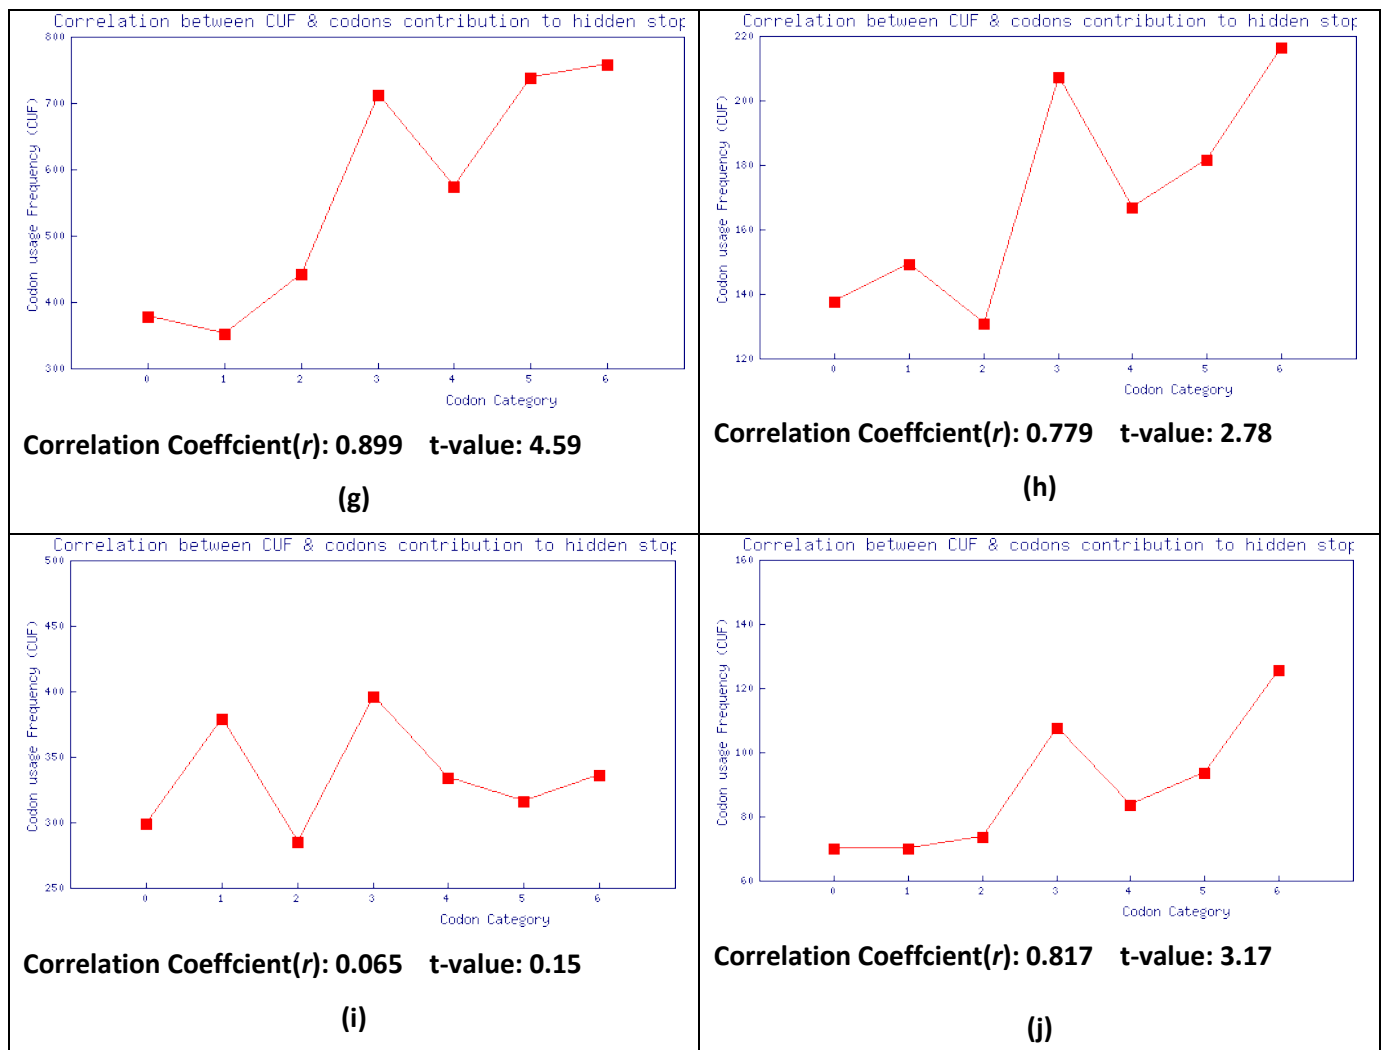 Correlation between CUF & codons contribution to hidden stop
800
700
600
500
400
300
Codon usage Frequency (CUF)
0 1 2 3 4 5 6
Codon Category
Correlation Coeffcient(r): 0.899 t-value: 4.59
(g)
Correlation between CUF & codons contribution to hidden stop
220
200
180
160
140
120
Codon usage Frequency (CUF)
0 1 2 3 4 5 6
Codon Category
Correlation Coeffcient(r): 0.779 t-value: 2.78
(h)
Correlation between CUF & codons contribution to hidden stop
500
450
400
350
300
250
Codon usage Frequency (CUF)
0 1 2 3 4 5 6
Codon Category
Correlation Coeffcient(r): 0.065 t-value: 0.15
(i)
Correlation between CUF & codons contribution to hidden stop
160
140
120
100
80
60
Codon usage Frequency (CUF)
0 1 2 3 4 5 6
Codon Category
Correlation Coeffcient(r): 0.817 t-value: 3.17
(j)